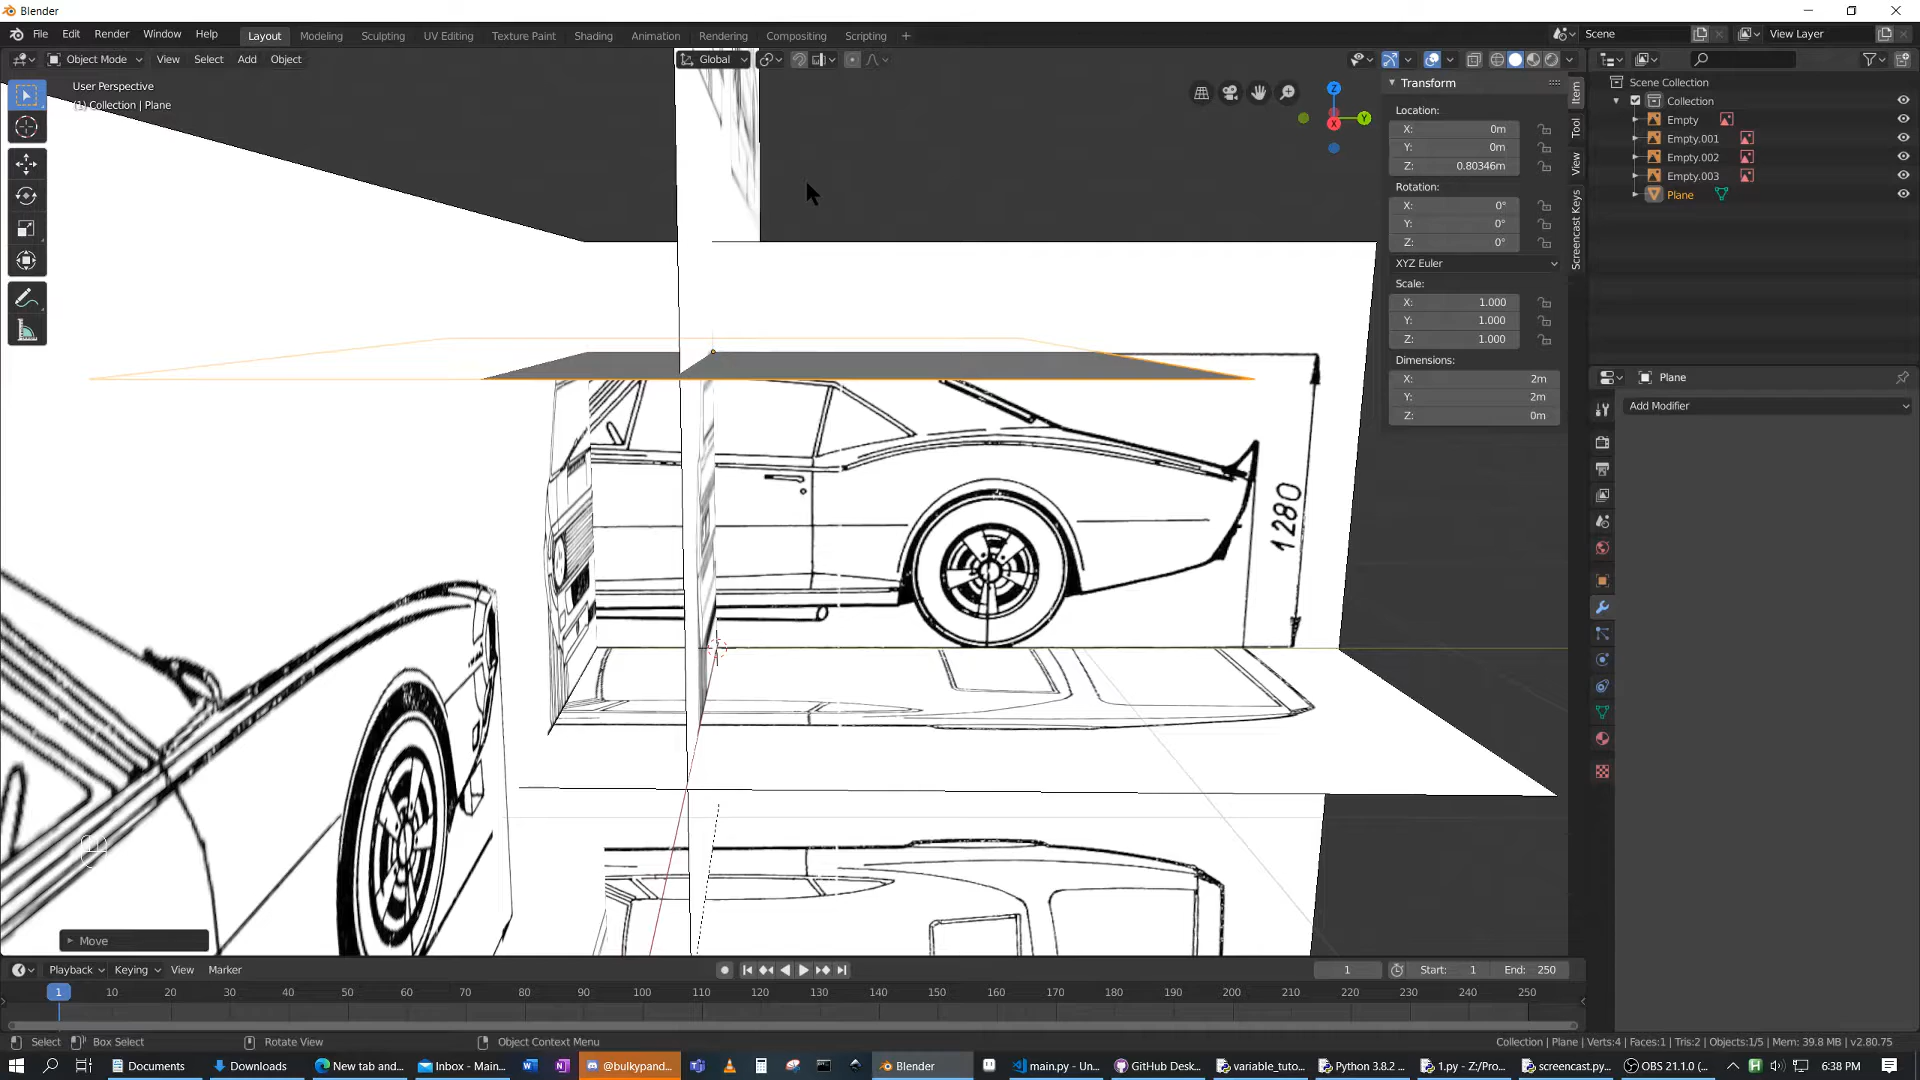 Blender
File Edit Render Window Help Layout Modeling Sculpting UV Editing Texture Paint Shading Animation Rendering Compositing Scripting + Scene View Layer
Object Mode View Select Add Object Global
User Perspective
(1) Collection | Plane
Transform
Location:
X: 0m
Y: 0m
Z: 0.80346m
Rotation:
X: 0°
Y: 0°
Z: 0°
XYZ Euler
Scale:
X: 1.000
Y: 1.000
Z: 1.000
Dimensions:
X: 2m
Y: 2m
Z: 0m
Item
Tool
View
Screencast Keys
Z
Y
X
Scene Collection
Collection
Empty
Empty.001
Empty.002
Empty.003
Plane
Plane
Add Modifier
1280
Move
Playback Keying View Marker 1 Start: 1 End: 250
1 10 20 30 40 50 60 70 80 90 100 110 120 130 140 150 160 170 180 190 200 210 220 230 240 250
Select Box Select Rotate View Object Context Menu Collection | Plane | Verts:4 | Faces:1 | Tris:2 | Objects:1/5 | Mem: 39.8 MB | v2.80.75
Documents Downloads New tab and... Inbox - Main... @bulkypand... Blender main.py - Un... GitHub Desk... variable_tuto... Python 3.8.2 ... 1.py - Z:/Pro... screencast.py... OBS 21.1.0 (... 6:38 PM